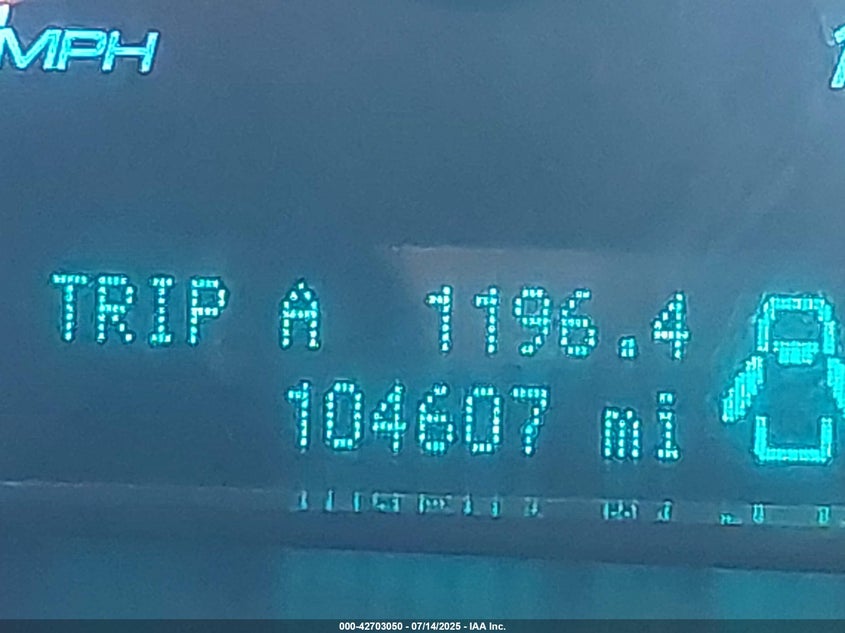 MPH
TRIP A 1196.4
104607 mi
000-42703050 - 07/14/2025 - IAA Inc.